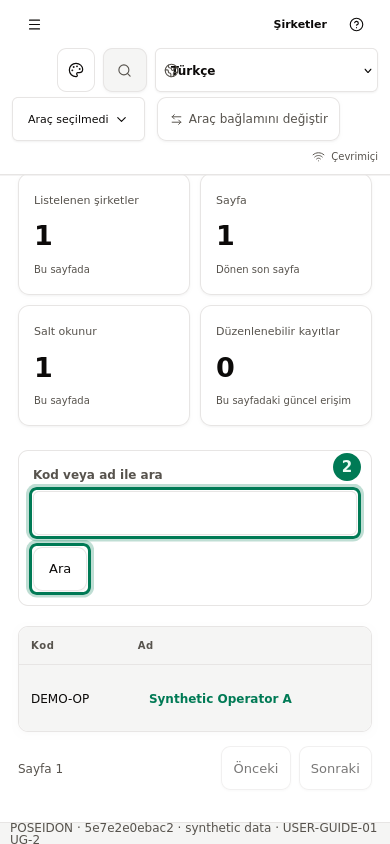 Şirketler
Türkçe
Araç seçilmedi
Araç bağlamını değiştir
Çevrimiçi
Listelenen şirketler
1
Bu sayfada
Sayfa
1
Dönen son sayfa
Salt okunur
1
Bu sayfada
Düzenlenebilir kayıtlar
0
Bu sayfadaki güncel erişim
2
Kod veya ad ile ara
Ara
Kod Ad
DEMO-OP Synthetic Operator A
Sayfa 1 Önceki Sonraki
POSEIDON · 5e7e2e0ebac2 · synthetic data · USER-GUIDE-01
UG-2